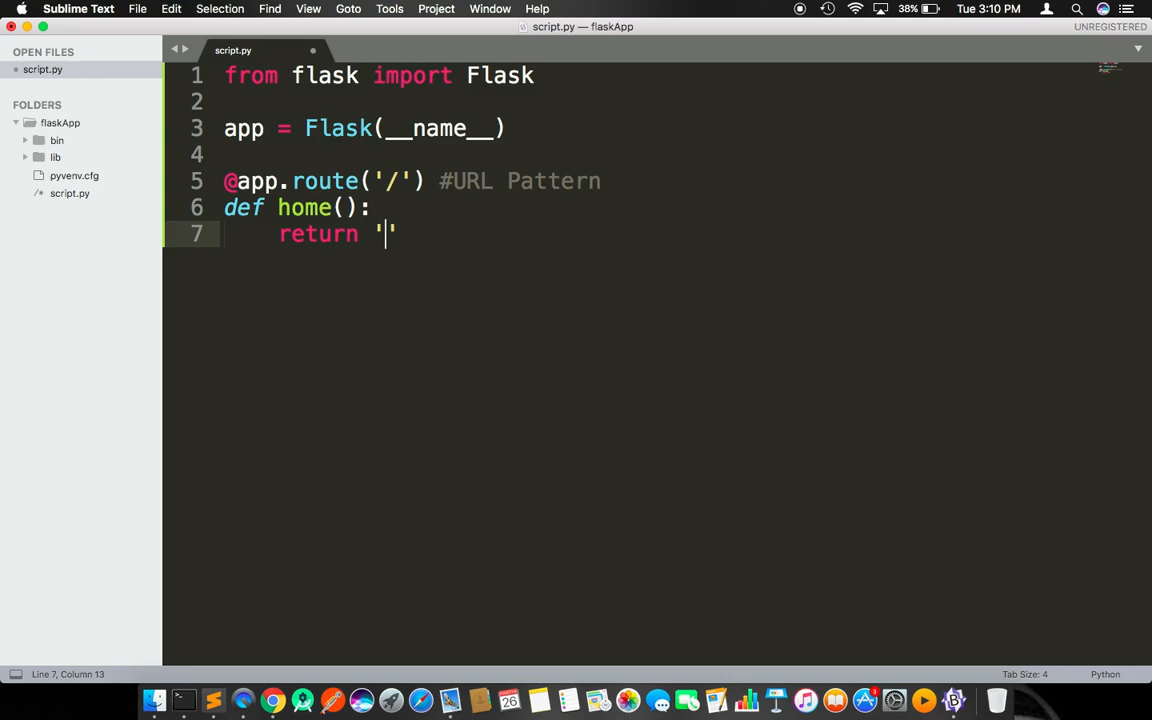 Sublime Text File Edit Selection Find View Goto Tools Project Window Help 38% Tue 3:10 PM
script.py — flaskApp UNREGISTERED
OPEN FILES
script.py
FOLDERS
flaskApp
bin
lib
pyvenv.cfg
/* script.py
script.py
1 from flask import Flask
2
3 app = Flask(__name__)
4
5 @app.route('/') #URL Pattern
6 def home():
7 return ''
Line 7, Column 13 Tab Size: 4 Python
26
3